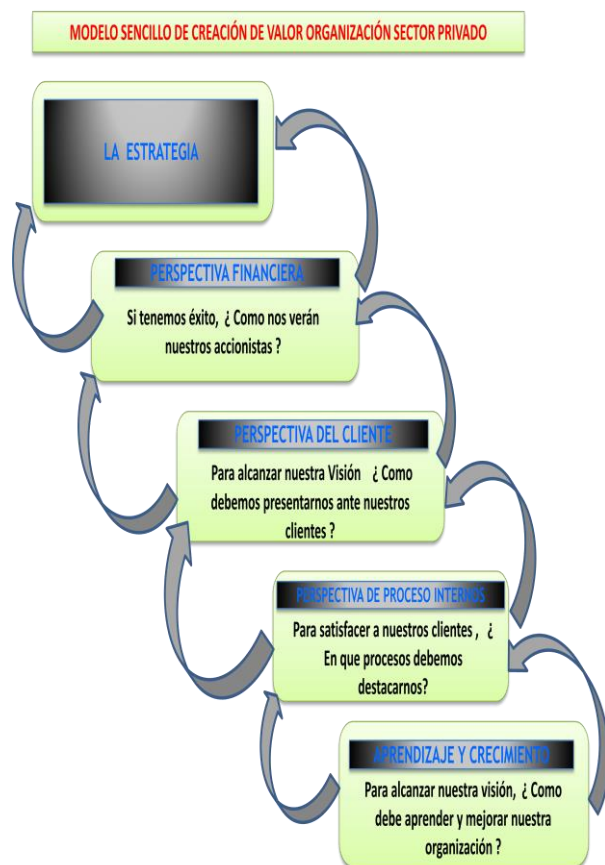 MODELO SENCILLO DE CREACIÓN DE VALOR ORGANIZACIÓN SECTOR PRIVADO
LA ESTRATEGIA
PERSPECTIVA FINANCIERA
Si tenemos éxito, ¿ Como nos verán
nuestros accionistas ?
PERSPECTIVA DEL CLIENTE
Para alcanzar nuestra Visión ¿ Como
debemos presentarnos ante nuestros
clientes ?
PERSPECTIVA DE PROCESO INTERNOS
Para satisfacer a nuestros clientes , ¿
En que procesos debemos
destacarnos?
APRENDIZAJE Y CRECIMIENTO
Para alcanzar nuestra visión, ¿ Como
debe aprender y mejorar nuestra
organización ?